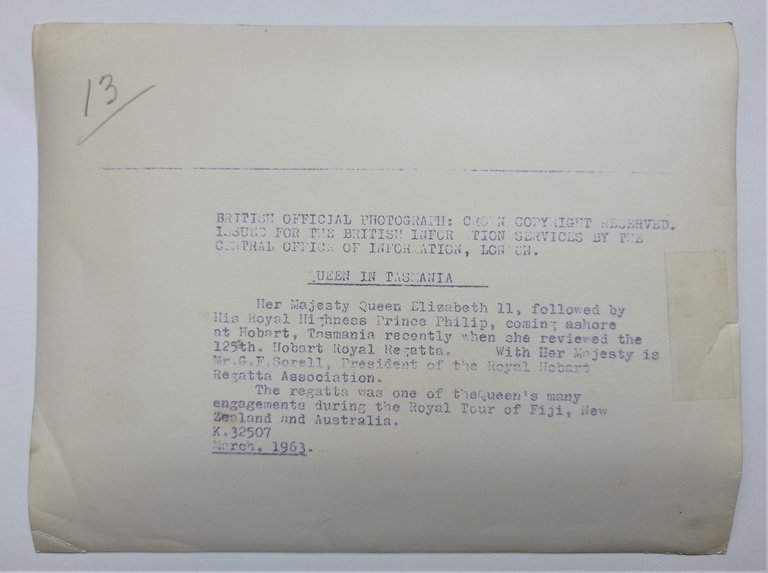 13
BRITISH OFFICIAL PHOTOGRAPH: CROWN COPYRIGHT RESERVED.
ISSUED FOR THE BRITISH INFORMATION SERVICES BY THE
CENTRAL OFFICE OF INFORMATION, LONDON.
QUEEN IN TASMANIA
Her Majesty Queen Elizabeth 11, followed by
His Royal Highness Prince Philip, coming ashore
at Hobart, Tasmania recently when she reviewed the
125th. Hobart Royal Regatta. With Her Majesty is
Mr.G.F.Sorell, President of the Royal Hobart
Regatta Association.
The regatta was one of theQueen's many
engagements during the Royal Tour of Fiji, New
Zealand and Australia.
K.32507
March, 1963.